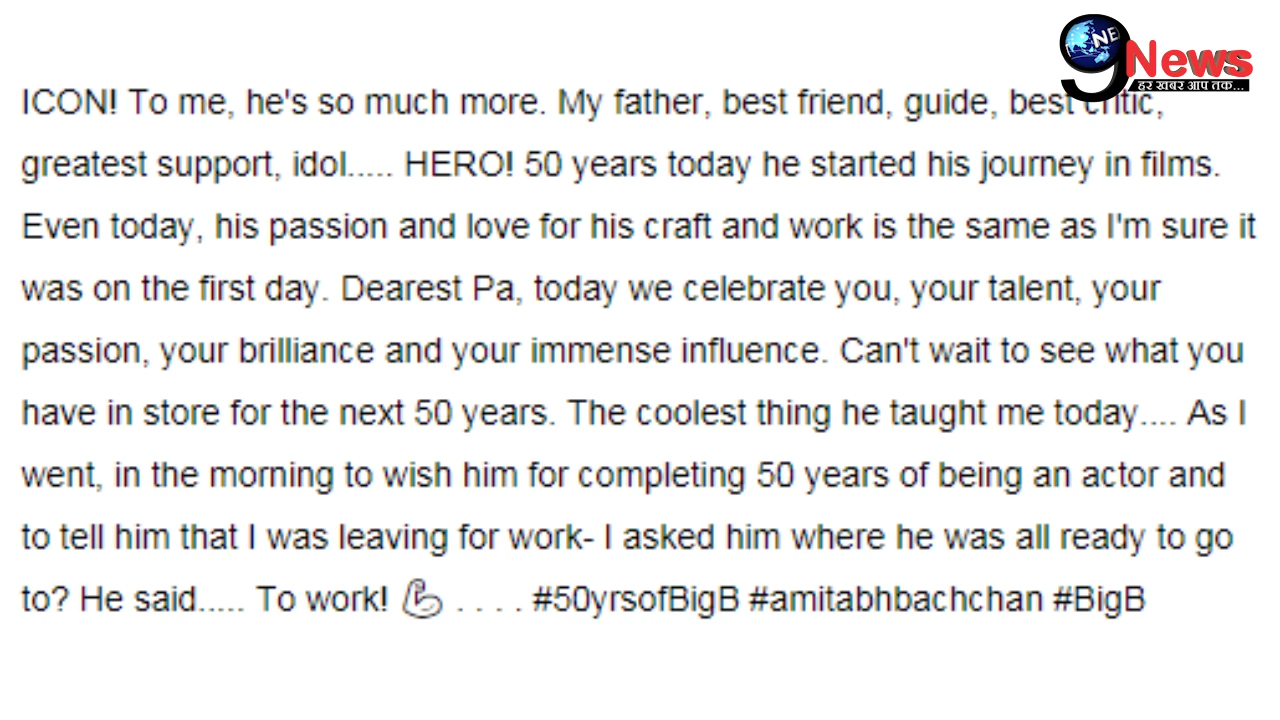 NE
9 News
हर खबर आप तक...
ICON! To me, he's so much more. My father, best friend, guide, best critic,
greatest support, idol..... HERO! 50 years today he started his journey in films.
Even today, his passion and love for his craft and work is the same as I'm sure it
was on the first day. Dearest Pa, today we celebrate you, your talent, your
passion, your brilliance and your immense influence. Can't wait to see what you
have in store for the next 50 years. The coolest thing he taught me today.... As I
went, in the morning to wish him for completing 50 years of being an actor and
to tell him that I was leaving for work- I asked him where he was all ready to go
to? He said..... To work! 💪 . . . . #50yrsofBigB #amitabhbachchan #BigB